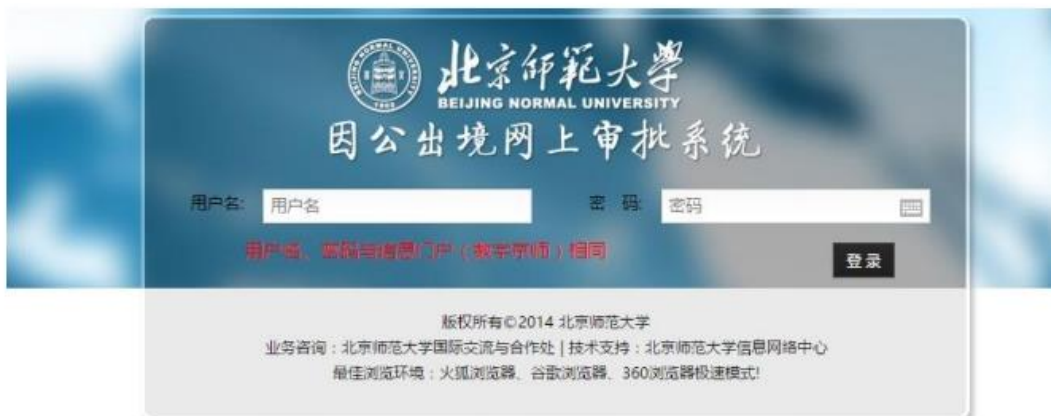 北京师范大学
BEIJING NORMAL UNIVERSITY
因公出境网上审批系统
用户名: 用户名 密 码: 密码
用户名、密码与信息门户（数字京师）相同
登录
版权所有©2014 北京师范大学
业务咨询：北京师范大学国际交流与合作处 | 技术支持：北京师范大学信息网络中心
最佳浏览环境：火狐浏览器、谷歌浏览器、360浏览器极速模式!